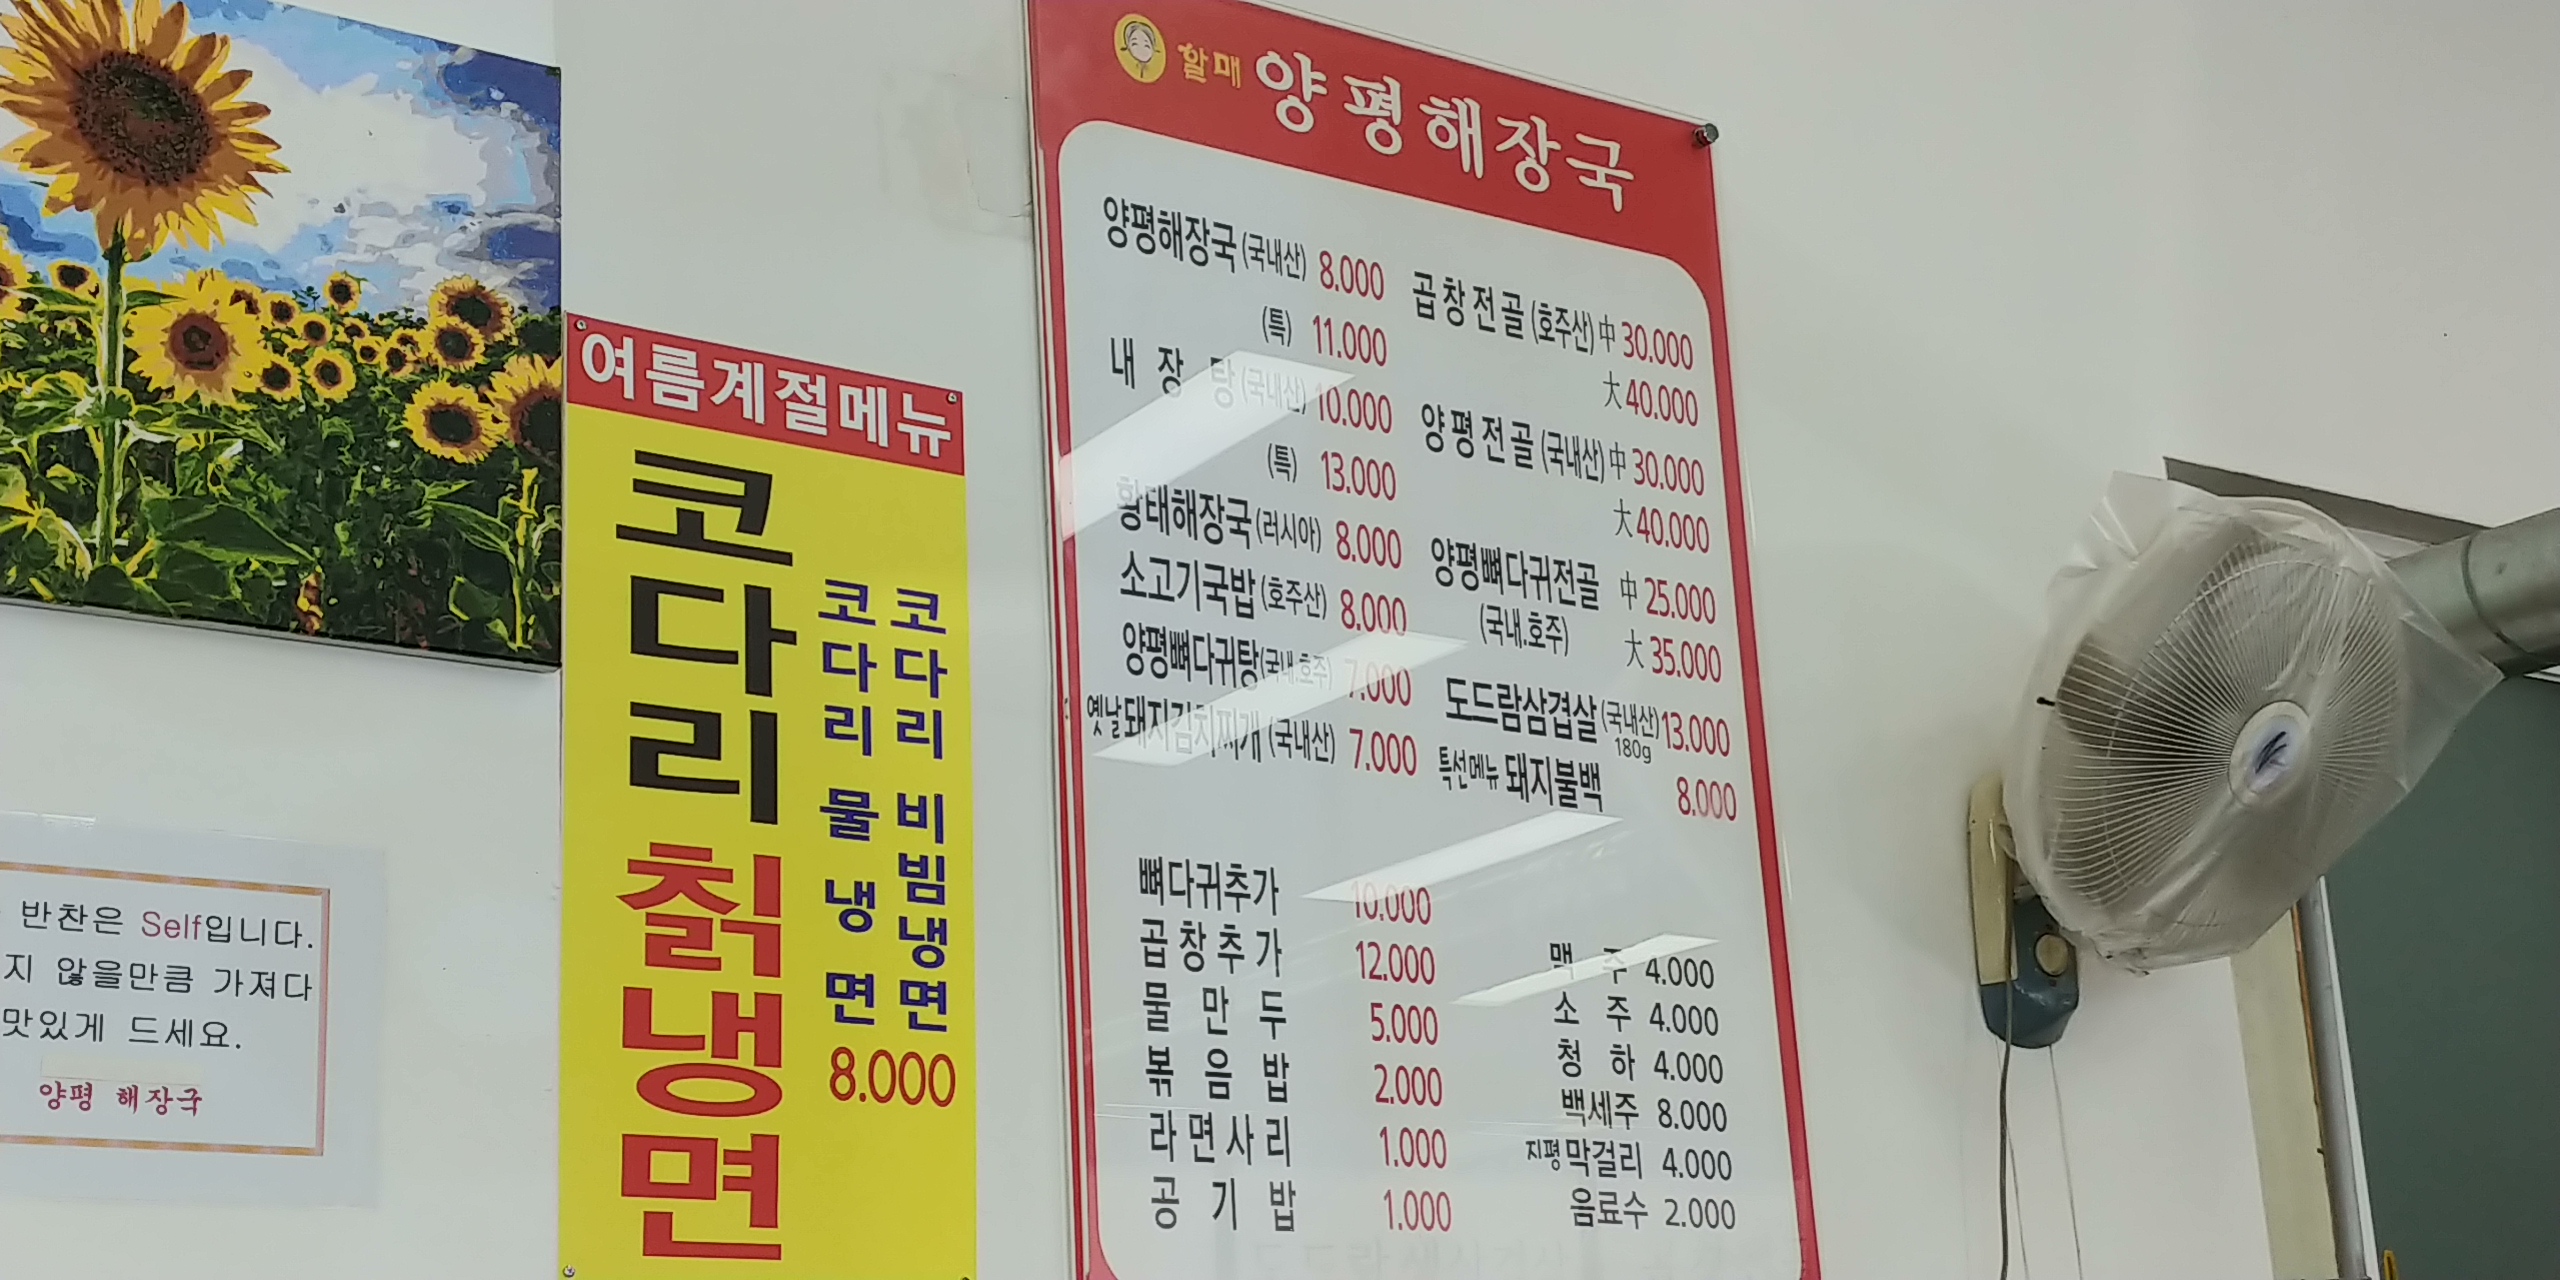 할매 양평해장국
양평해장국 (국내산) 8.000
(특) 11.000
내 장 탕 (국내산) 10.000
(특) 13.000
황태해장국 (러시아) 8.000
소고기국밥 (호주산) 8.000
양평뼈다귀탕 (국내.호주) 7.000
옛날 돼지김치찌개 (국내산) 7.000
곱창전골 (호주산) 中 30.000
大 40.000
양평전골 (국내산) 中 30.000
大 40.000
양평뼈다귀전골 中 25.000
(국내.호주) 大 35.000
도드람삼겹살 (국내산) 13.000
180g
특선메뉴 돼지불백 8.000
뼈다귀추가 10.000
곱창추가 12.000
물 만 두 5.000
볶 음 밥 2.000
라면사리 1.000
공 기 밥 1.000
맥 주 4.000
소 주 4.000
청 하 4.000
백세주 8.000
지평 막걸리 4.000
음료수 2.000
여름계절메뉴
코다리 칡냉면
코다리 물 냉 면
코다리 비빔냉면
8.000
반찬은 Self입니다.
지 않을만큼 가져다
맛있게 드세요.
양평 해장국